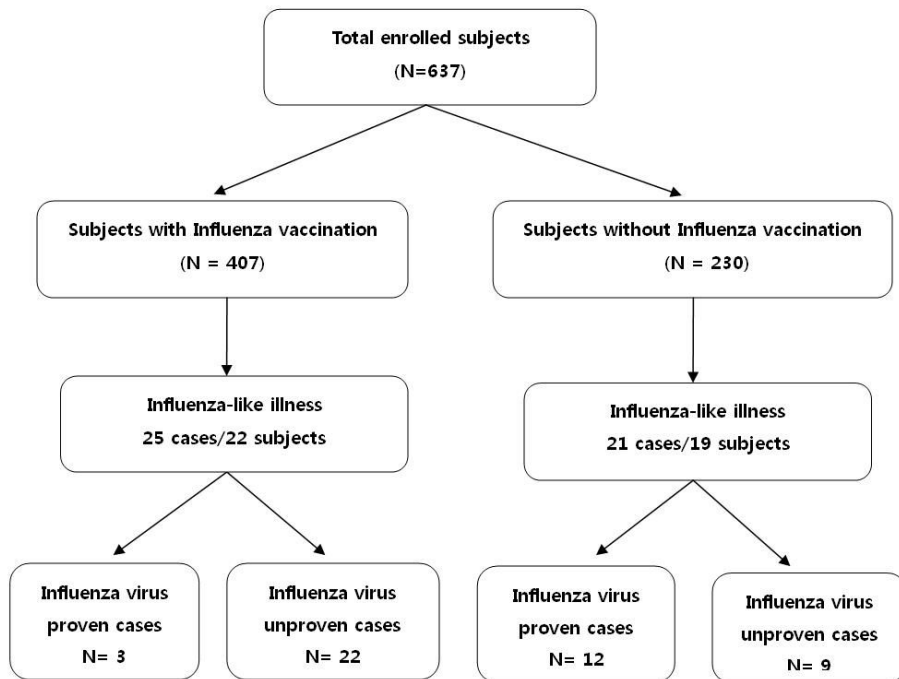 Total enrolled subjects
(N=637)
Subjects with Influenza vaccination
(N = 407)
Subjects without Influenza vaccination
(N = 230)
Influenza-like illness
25 cases/22 subjects
Influenza-like illness
21 cases/19 subjects
Influenza virus
proven cases
N= 3
Influenza virus
unproven cases
N= 22
Influenza virus
proven cases
N= 12
Influenza virus
unproven cases
N= 9